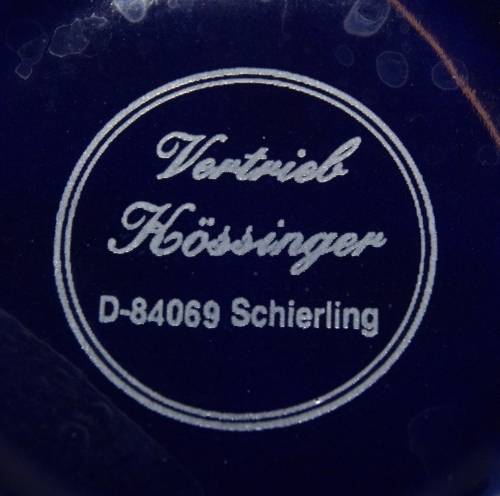 Vertrieb
Hössinger
D-84069 Schierling